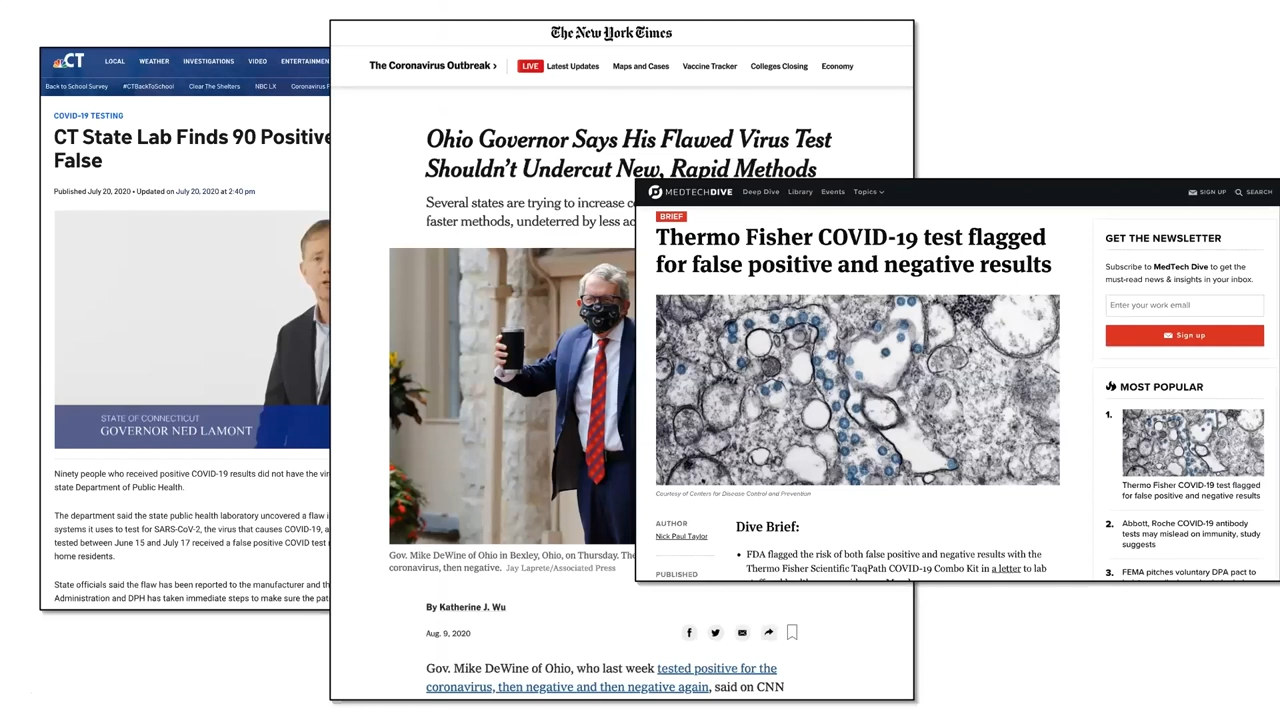 CT
LOCAL WEATHER INVESTIGATIONS VIDEO ENTERTAINMEN
Back to School Survey #CTBackToSchool Clear The Shelters NBC LX Coronavirus
COVID-19 TESTING
CT State Lab Finds 90 Positive
False
Published July 20, 2020 • Updated on July 20, 2020 at 2:40 pm
STATE OF CONNECTICUT
GOVERNOR NED LAMONT
Ninety people who received positive COVID-19 results did not have the vir
state Department of Public Health.
The department said the state public health laboratory uncovered a flaw i
systems it uses to test for SARS-CoV-2, the virus that causes COVID-19, a
tested between June 15 and July 17 received a false positive COVID test
home residents.
State officials said the flaw has been reported to the manufacturer and th
Administration and DPH has taken immediate steps to make sure the pat
The New York Times
The Coronavirus Outbreak › LIVE Latest Updates Maps and Cases Vaccine Tracker Colleges Closing Economy
Ohio Governor Says His Flawed Virus Test
Shouldn't Undercut New, Rapid Methods
Several states are trying to increase c
faster methods, undeterred by less ac
Gov. Mike DeWine of Ohio in Bexley, Ohio, on Thursday. The
coronavirus, then negative. Jay Laprete/Associated Press
By Katherine J. Wu
Aug. 9, 2020
Gov. Mike DeWine of Ohio, who last week tested positive for the
coronavirus, then negative and then negative again, said on CNN
MEDTECHDIVE Deep Dive Library Events Topics SIGN UP SEARCH
BRIEF
Thermo Fisher COVID-19 test flagged
for false positive and negative results
Courtesy of Centers for Disease Control and Prevention
AUTHOR
Nick Paul Taylor
PUBLISHED
Dive Brief:
• FDA flagged the risk of both false positive and negative results with the
Thermo Fisher Scientific TaqPath COVID-19 Combo Kit in a letter to lab
GET THE NEWSLETTER
Subscribe to MedTech Dive to get the
must-read news & insights in your inbox.
Enter your work email
Sign up
MOST POPULAR
1.
Thermo Fisher COVID-19 test flagged
for false positive and negative results
2. Abbott, Roche COVID-19 antibody
tests may mislead on immunity, study
suggests
3. FEMA pitches voluntary DPA pact to